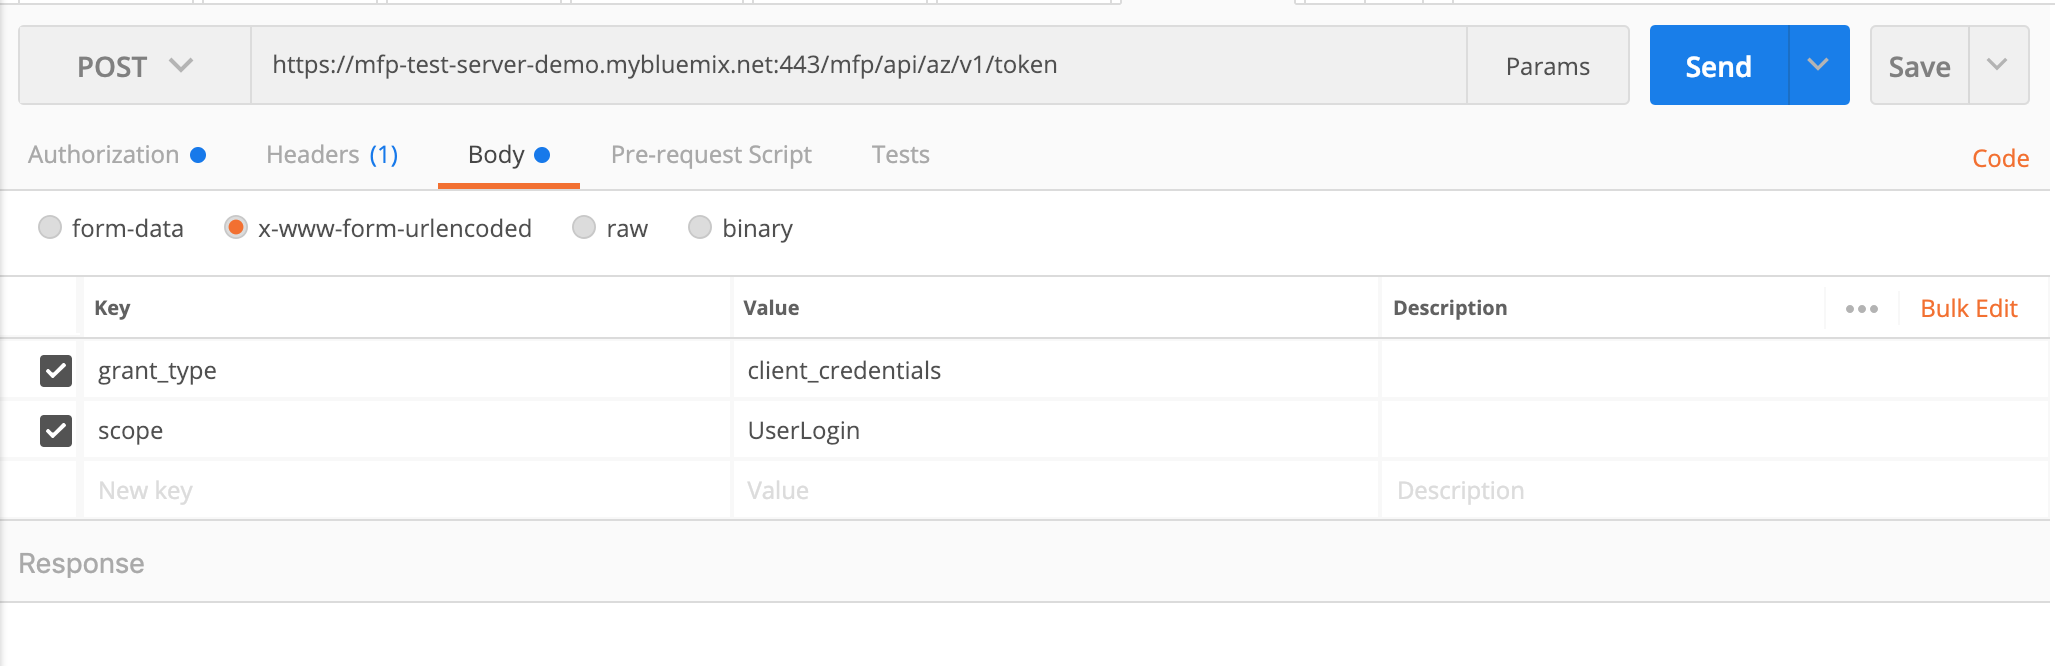 POST https://mfp-test-server-demo.mybluemix.net:443/mfp/api/az/v1/token Params Send Save
Authorization Headers (1) Body Pre-request Script Tests Code
form-data x-www-form-urlencoded raw binary
Key Value Description ••• Bulk Edit
grant_type client_credentials
scope UserLogin
New key Value Description
Response